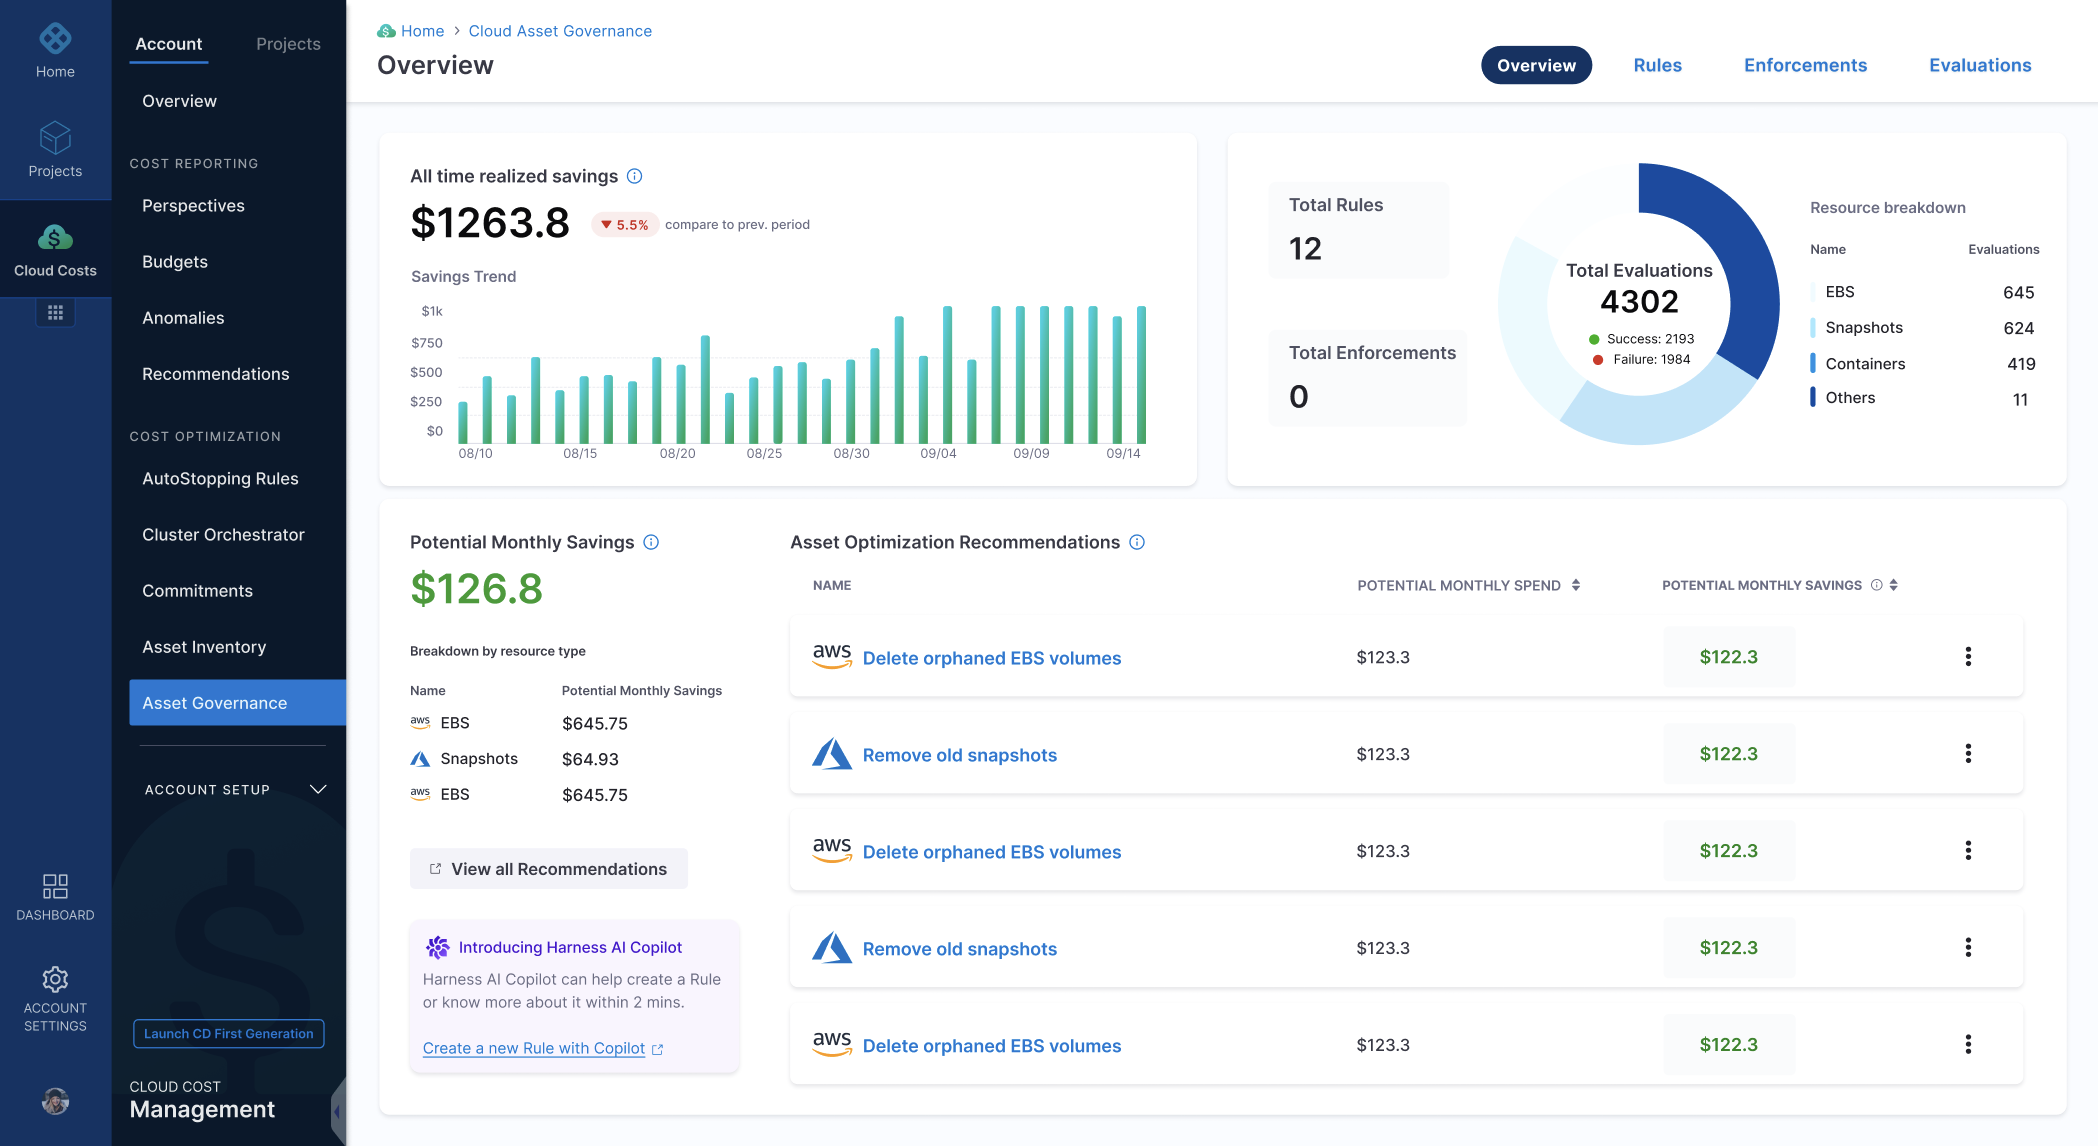 Home
Projects
Cloud Costs
DASHBOARD
ACCOUNT
SETTINGS
Account
Projects
Overview
COST REPORTING
Perspectives
Budgets
Anomalies
Recommendations
COST OPTIMIZATION
AutoStopping Rules
Cluster Orchestrator
Commitments
Asset Inventory
Asset Governance
ACCOUNT SETUP
Launch CD First Generation
CLOUD COST
Management
Home > Cloud Asset Governance
Overview
Overview
Rules
Enforcements
Evaluations
All time realized savings
$1263.8
5.5% compare to prev. period
Savings Trend
$1k
$750
$500
$250
$0
08/10 08/15 08/20 08/25 08/30 09/04 09/09 09/14
Total Rules
12
Total Enforcements
0
Total Evaluations
4302
Success: 2193
Failure: 1984
Resource breakdown
Name Evaluations
EBS 645
Snapshots 624
Containers 419
Others 11
Potential Monthly Savings
$126.8
Breakdown by resource type
Name Potential Monthly Savings
aws EBS $645.75
Snapshots $64.93
aws EBS $645.75
View all Recommendations
Introducing Harness AI Copilot
Harness AI Copilot can help create a Rule
or know more about it within 2 mins.
Create a new Rule with Copilot
Asset Optimization Recommendations
NAME POTENTIAL MONTHLY SPEND POTENTIAL MONTHLY SAVINGS
aws Delete orphaned EBS volumes $123.3 $122.3
Remove old snapshots $123.3 $122.3
aws Delete orphaned EBS volumes $123.3 $122.3
Remove old snapshots $123.3 $122.3
aws Delete orphaned EBS volumes $123.3 $122.3